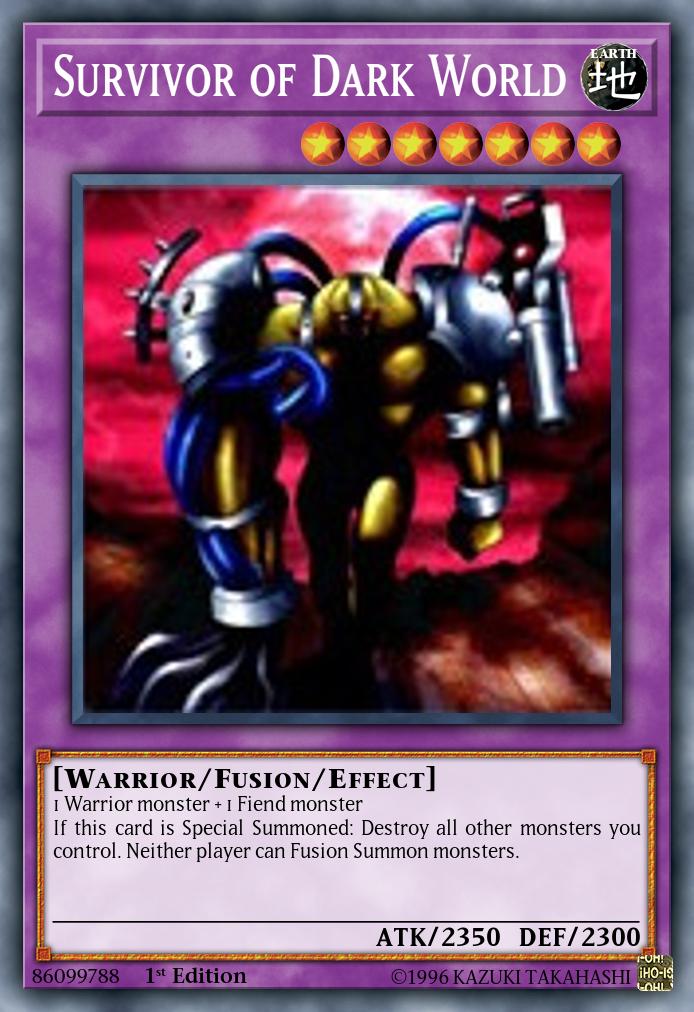 SURVIVOR OF DARK WORLD
EARTH
地
[WARRIOR/FUSION/EFFECT]
1 Warrior monster + 1 Fiend monster
If this card is Special Summoned: Destroy all other monsters you
control. Neither player can Fusion Summon monsters.
ATK/2350 DEF/2300
86099788 1st Edition ©1996 KAZUKI TAKAHASHI